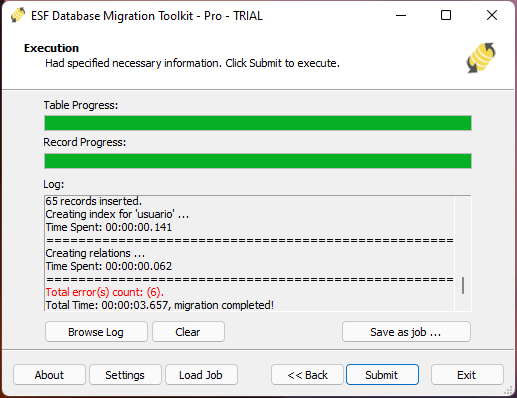 ESF Database Migration Toolkit - Pro - TRIAL
Execution
Had specified necessary information. Click Submit to execute.
Table Progress:
Record Progress:
Log:
65 records inserted.
Creating index for 'usuario' ...
Time Spent: 00:00:00.141
==================================================
Creating relations ...
Time Spent: 00:00:00.062
==================================================
Total error(s) count: (6).
Total Time: 00:00:03.657, migration completed!
Browse Log
Clear
Save as job ...
About
Settings
Load Job
<< Back
Submit
Exit